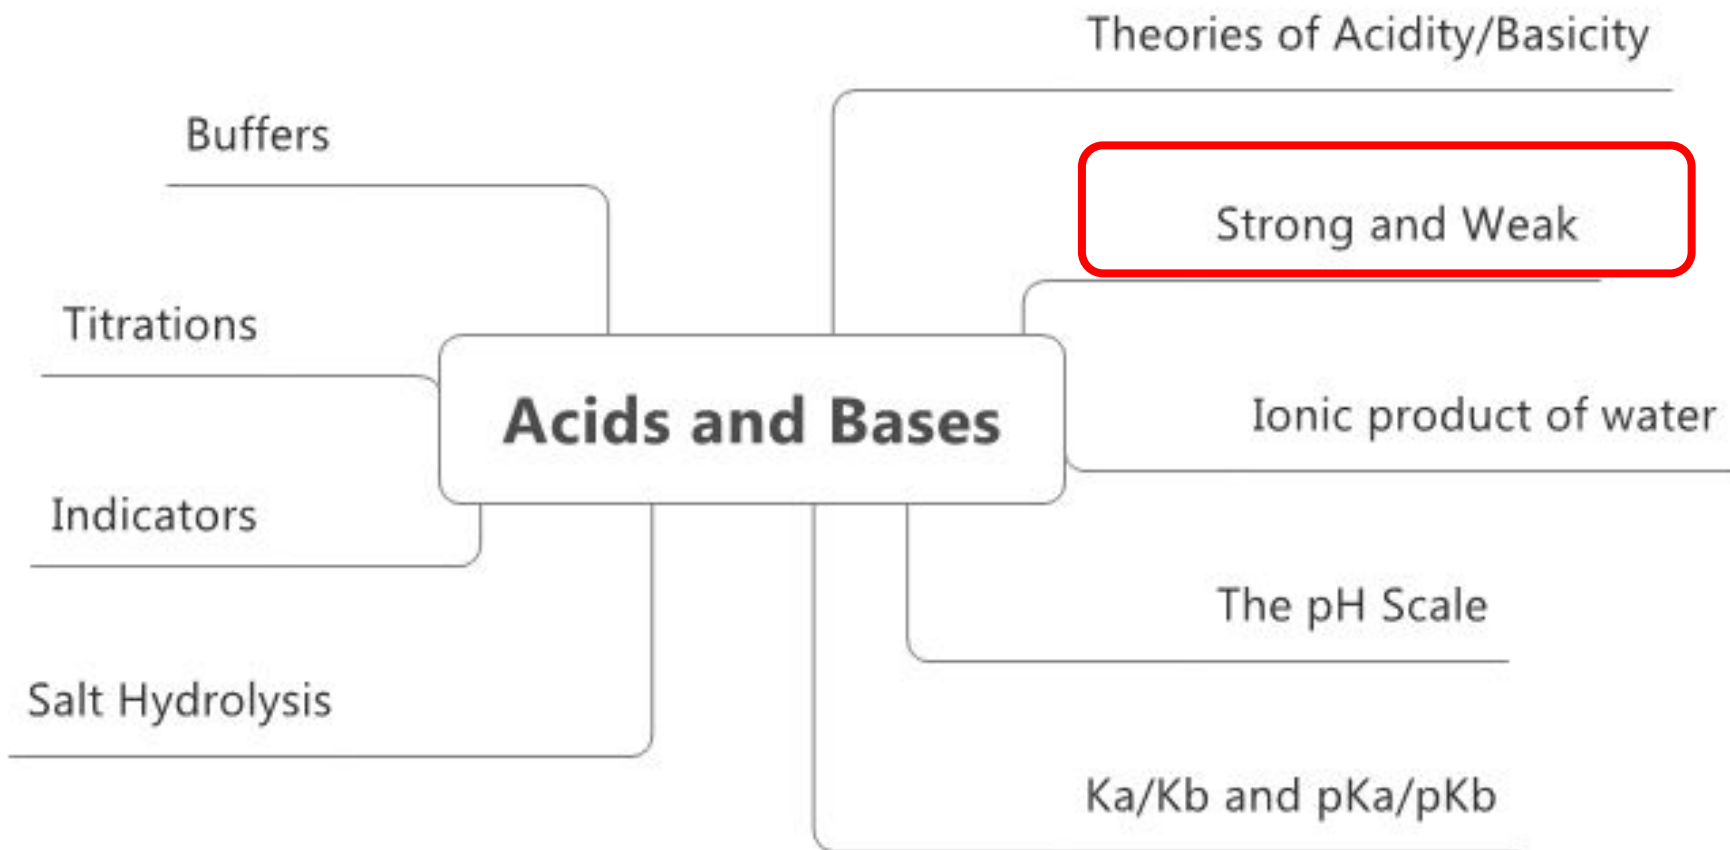 Theories of Acidity/Basicity
Buffers
Strong and Weak
Titrations
Acids and Bases
Ionic product of water
Indicators
The pH Scale
Salt Hydrolysis
Ka/Kb and pKa/pKb